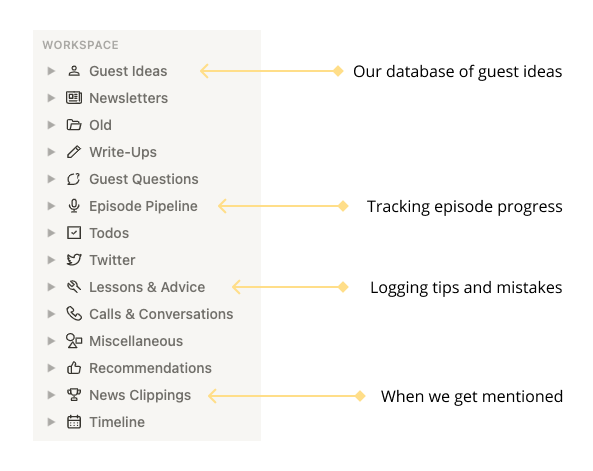 WORKSPACE
Guest Ideas
Our database of guest ideas
Newsletters
Old
Write-Ups
Guest Questions
Episode Pipeline
Tracking episode progress
Todos
Twitter
Lessons & Advice
Logging tips and mistakes
Calls & Conversations
Miscellaneous
Recommendations
News Clippings
When we get mentioned
Timeline